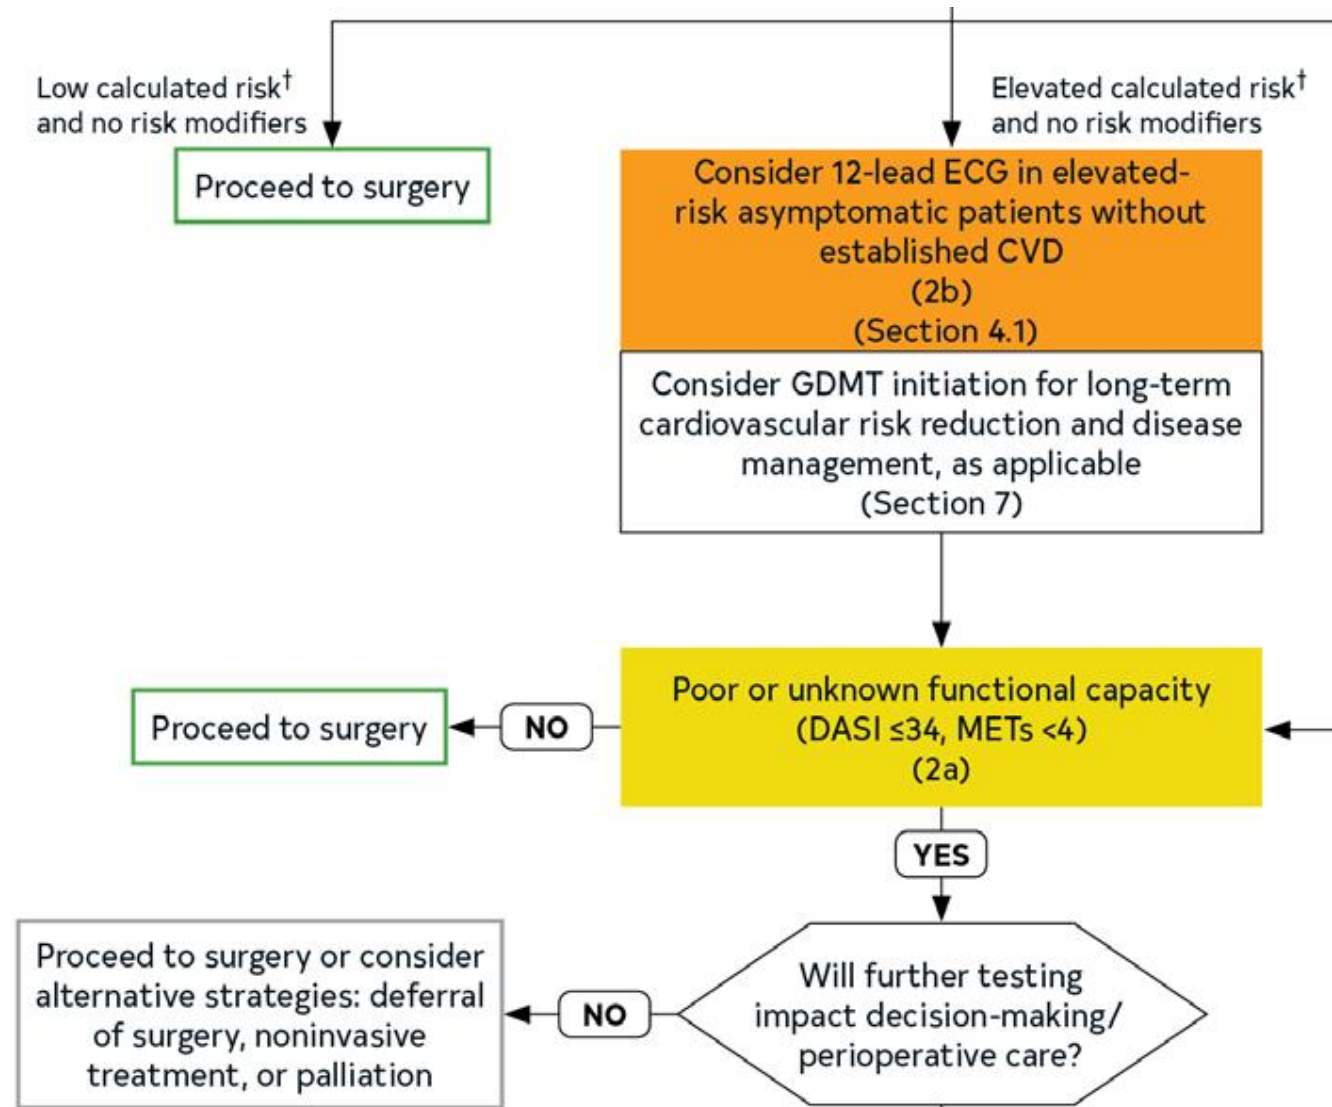 Low calculated risk†
and no risk modifiers
Elevated calculated risk†
and no risk modifiers
Proceed to surgery
Consider 12-lead ECG in elevated-
risk asymptomatic patients without
established CVD
(2b)
(Section 4.1)
Consider GDMT initiation for long-term
cardiovascular risk reduction and disease
management, as applicable
(Section 7)
Proceed to surgery
NO
Poor or unknown functional capacity
(DASI ≤34, METs <4)
(2a)
YES
Proceed to surgery or consider
alternative strategies: deferral
of surgery, noninvasive
treatment, or palliation
NO
Will further testing
impact decision-making/
perioperative care?